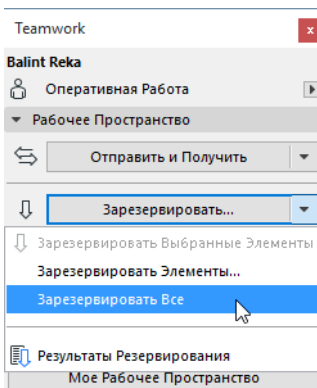 Teamwork
x
Balint Reka
Оперативная Работа
Рабочее Пространство
Отправить и Получить
Зарезервировать...
Зарезервировать Выбранные Элементы
Зарезервировать Элементы...
Зарезервировать Все
Результаты Резервирования
Мое Рабочее Пространство